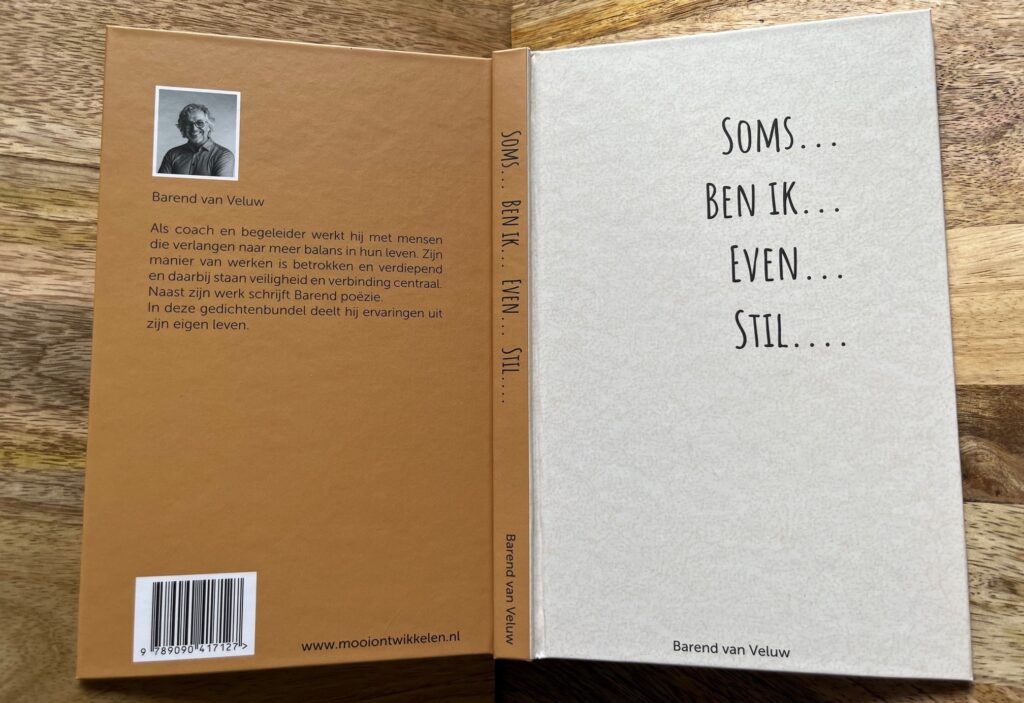 Barend van Veluw
Als coach en begeleider werkt hij met mensen
die verlangen naar meer balans in hun leven. Zijn
manier van werken is betrokken en verdiepend
en daarbij staan veiligheid en verbinding centraal.
Naast zijn werk schrijft Barend poëzie.
In deze gedichtenbundel deelt hij ervaringen uit
zijn eigen leven.
9 789090 417127>
www.mooiontwikkelen.nl
Soms... Ben ik... Even... Stil....
Barend van Veluw
Soms...
Ben ik...
Even...
Stil....
Barend van Veluw